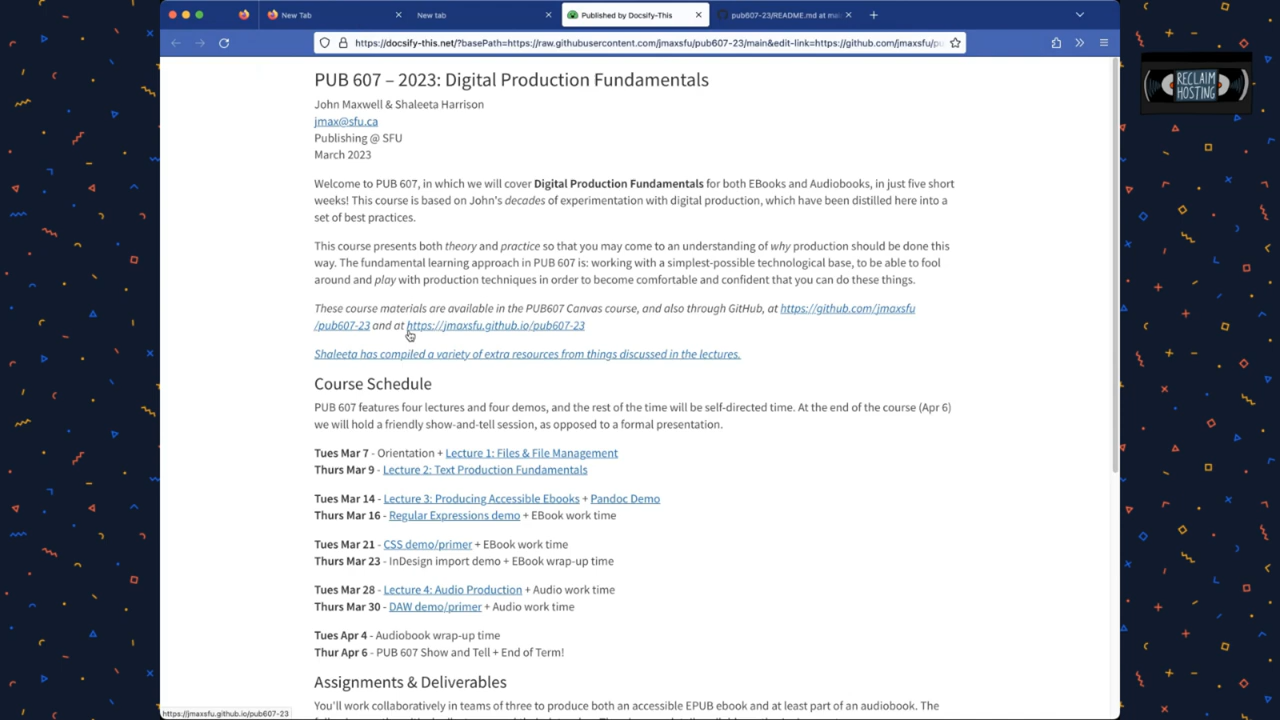 New Tab
New tab
Published by Docsify-This
pub607-23/README.md at mai
https://docsify-this.net/?basePath=https://raw.githubusercontent.com/jmaxsfu/pub607-23/main&edit-link=https://github.com/jmaxsfu/pu
RECLAIM
HOSTING
PUB 607 – 2023: Digital Production Fundamentals
John Maxwell & Shaleeta Harrison
jmax@sfu.ca
Publishing @ SFU
March 2023
Welcome to PUB 607, in which we will cover Digital Production Fundamentals for both EBooks and Audiobooks, in just five short
weeks! This course is based on John's decades of experimentation with digital production, which have been distilled here into a
set of best practices.
This course presents both theory and practice so that you may come to an understanding of why production should be done this
way. The fundamental learning approach in PUB 607 is: working with a simplest-possible technological base, to be able to fool
around and play with production techniques in order to become comfortable and confident that you can do these things.
These course materials are available in the PUB607 Canvas course, and also through GitHub, at https://github.com/jmaxsfu
/pub607-23 and at https://jmaxsfu.github.io/pub607-23
Shaleeta has compiled a variety of extra resources from things discussed in the lectures.
Course Schedule
PUB 607 features four lectures and four demos, and the rest of the time will be self-directed time. At the end of the course (Apr 6)
we will hold a friendly show-and-tell session, as opposed to a formal presentation.
Tues Mar 7 - Orientation + Lecture 1: Files & File Management
Thurs Mar 9 - Lecture 2: Text Production Fundamentals
Tues Mar 14 - Lecture 3: Producing Accessible Ebooks + Pandoc Demo
Thurs Mar 16 - Regular Expressions demo + EBook work time
Tues Mar 21 - CSS demo/primer + EBook work time
Thurs Mar 23 - InDesign import demo + EBook wrap-up time
Tues Mar 28 - Lecture 4: Audio Production + Audio work time
Thurs Mar 30 - DAW demo/primer + Audio work time
Tues Apr 4 - Audiobook wrap-up time
Thur Apr 6 - PUB 607 Show and Tell + End of Term!
Assignments & Deliverables
You'll work collaboratively in teams of three to produce both an accessible EPUB ebook and at least part of an audiobook. The
https://jmaxsfu.github.io/pub607-23